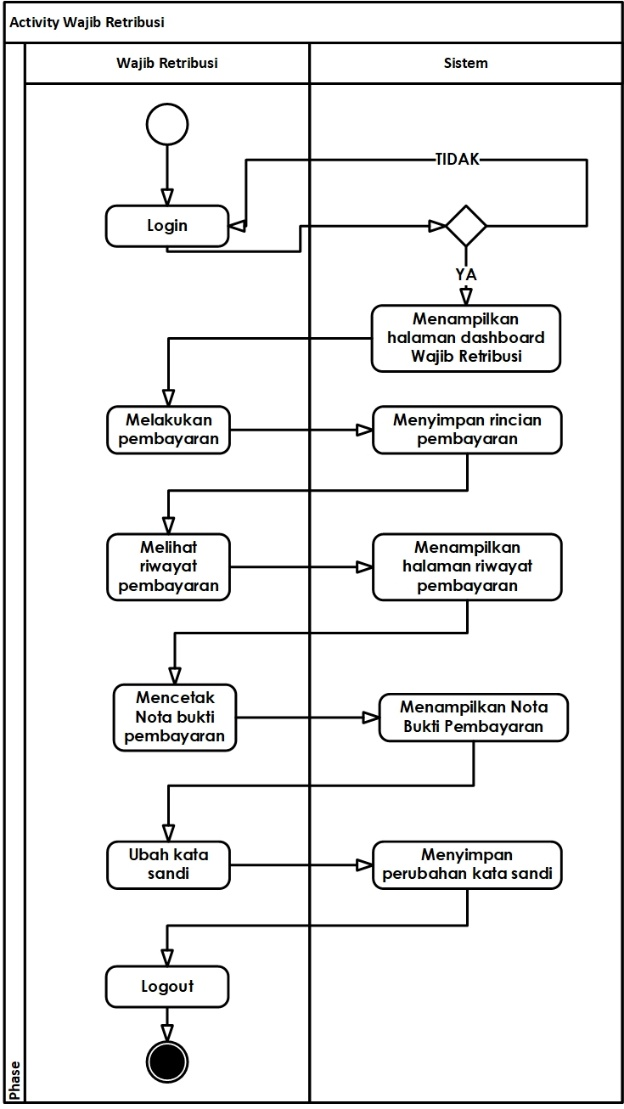 Activity Wajib Retribusi
Wajib Retribusi
Sistem
TIDAK
Login
YA
Menampilkan
halaman dashboard
Wajib Retribusi
Melakukan
pembayaran
Menyimpan rincian
pembayaran
Melihat
riwayat
pembayaran
Menampilkan
halaman riwayat
pembayaran
Mencetak
Nota bukti
pembayaran
Menampilkan Nota
Bukti Pembayaran
Ubah kata
sandi
Menyimpan
perubahan kata sandi
Logout
Phase